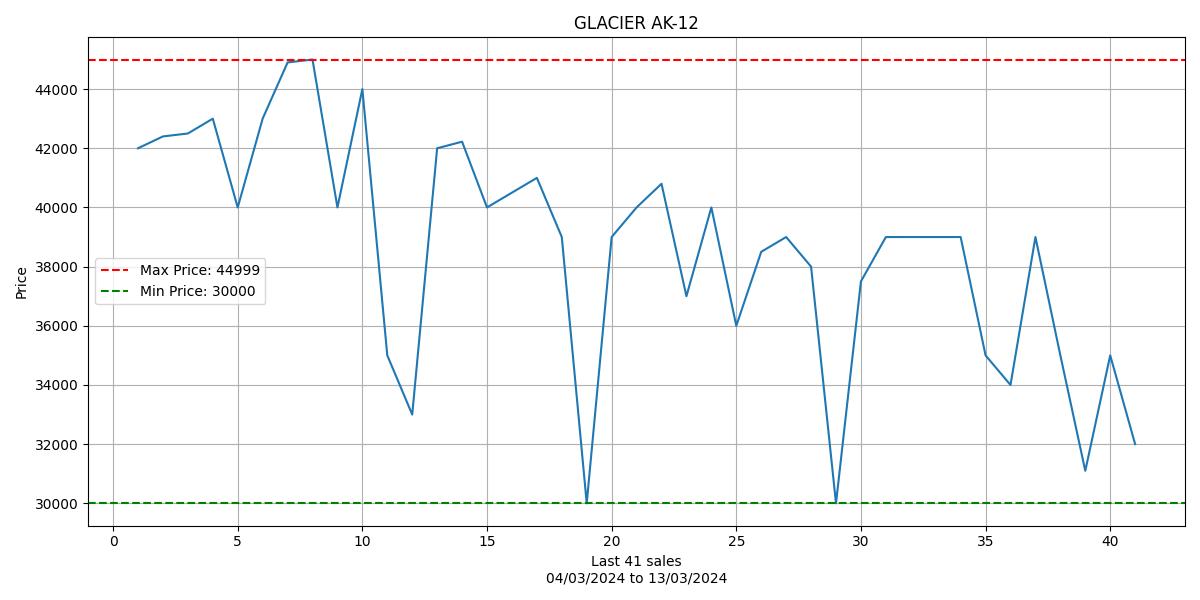 GLACIER AK-12
Price
44000
42000
40000
38000
36000
34000
32000
30000
Max Price: 44999
Min Price: 30000
0 5 10 15 20 25 30 35 40
Last 41 sales
04/03/2024 to 13/03/2024